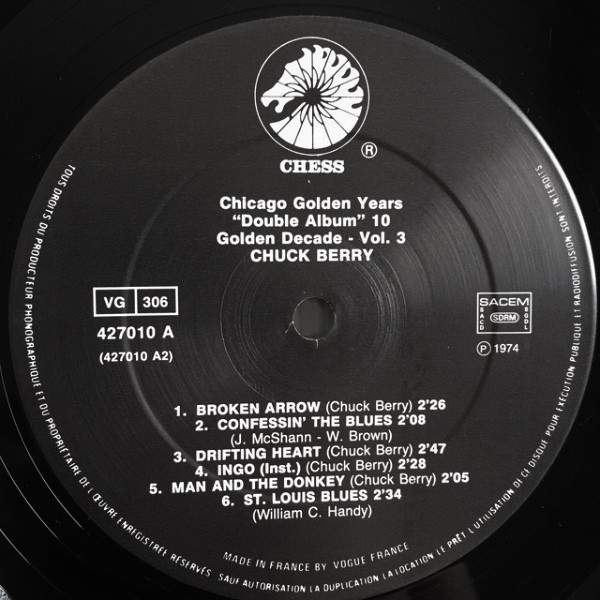 CHESS
®
Chicago Golden Years
"Double Album" 10
Golden Decade - Vol. 3
CHUCK BERRY
VG 306
427010 A
(427010 A2)
SACEM
SACD
SDRM
SGDL
℗ 1974
1. BROKEN ARROW (Chuck Berry) 2'26
2. CONFESSIN' THE BLUES 2'08
(J. McShann - W. Brown)
3. DRIFTING HEART (Chuck Berry) 2'47
4. INGO (Inst.) (Chuck Berry) 2'28
5. MAN AND THE DONKEY (Chuck Berry) 2'05
6. ST. LOUIS BLUES 2'34
(William C. Handy)
MADE IN FRANCE BY VOGUE FRANCE
TOUS DROITS DU PRODUCTEUR PHONOGRAPHIQUE ET DU PROPRIÉTAIRE DE L'ŒUVRE ENREGISTRÉE RÉSERVÉS SAUF AUTORISATION LA DUPLICATION LA LOCATION LE PRÊT L'UTILISATION DE CE DISQUE POUR EXÉCUTION PUBLIQUE ET RADIODIFFUSION SONT INTERDITS